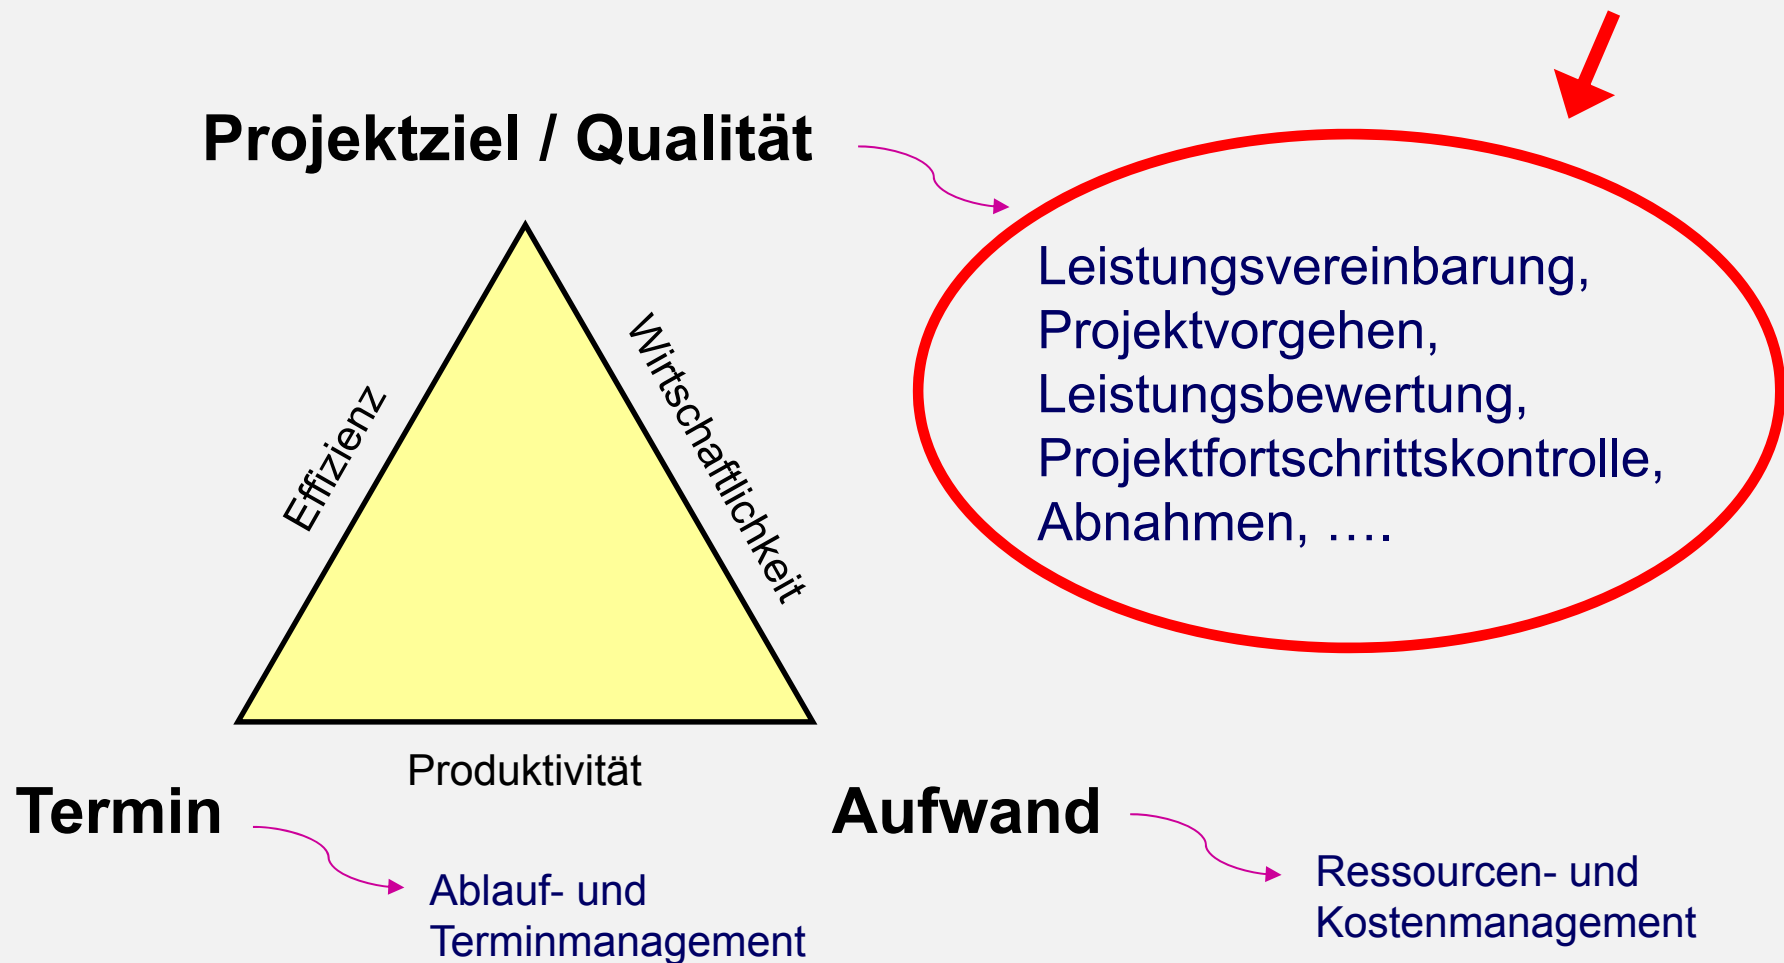 Projektziel / Qualität
Leistungsvereinbarung,
Projektvorgehen,
Leistungsbewertung,
Projektfortschrittskontrolle,
Abnahmen, ….
Effizienz
Wirtschaftlichkeit
Produktivität
Termin
Aufwand
Ablauf- und
Terminmanagement
Ressourcen- und
Kostenmanagement